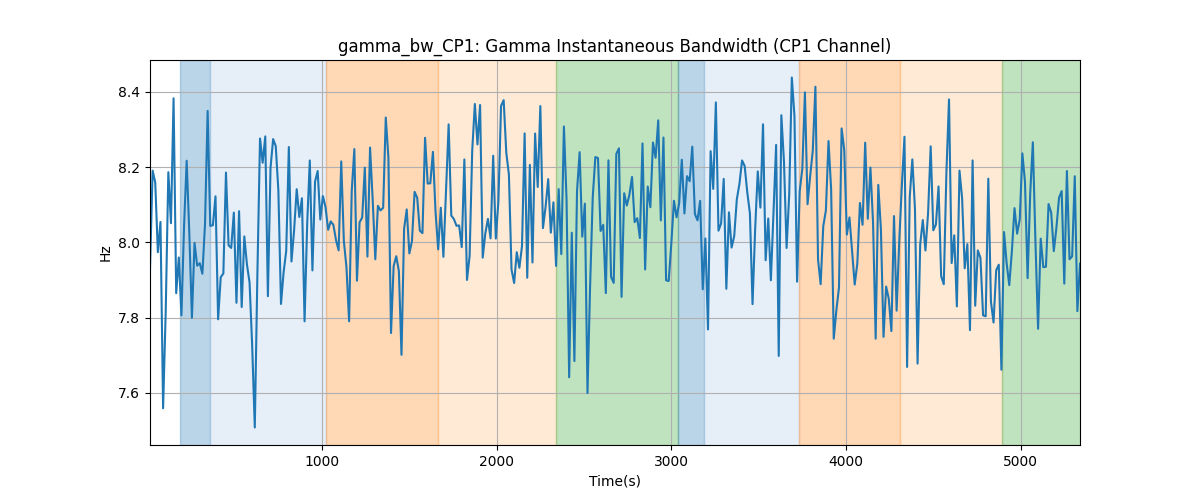 gamma_bw_CP1: Gamma Instantaneous Bandwidth (CP1 Channel)
8.4
8.2
8.0
7.8
7.6
Hz
1000 2000 3000 4000 5000
Time(s)